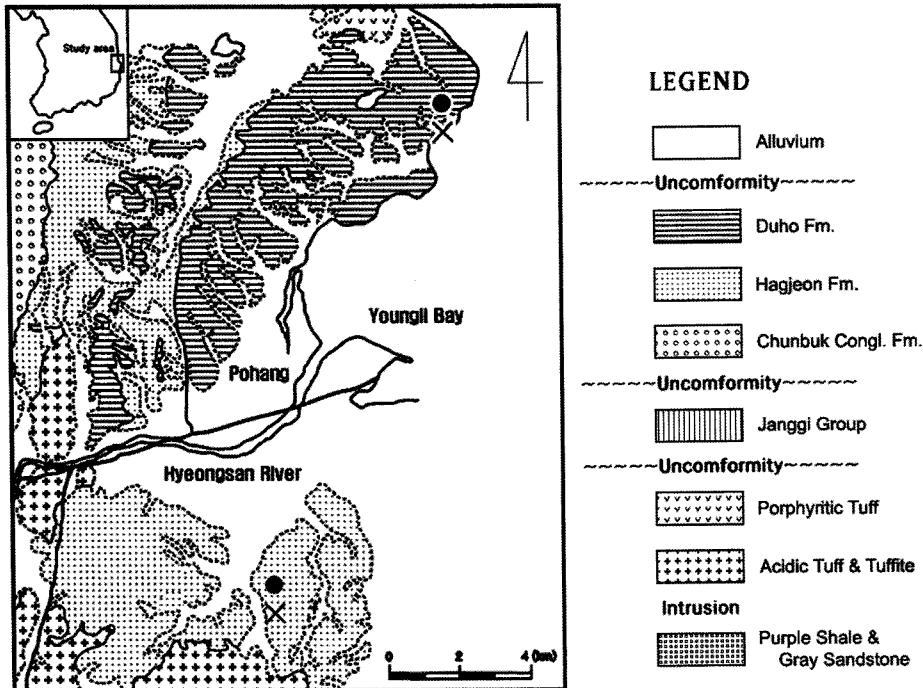 Study area
4
Youngil Bay
Pohang
Hyeongsan River
0 2 4 (km)
LEGEND
Alluvium
~~~~~Uncomformity~~~~~
Duho Fm.
Hagjeon Fm.
Chunbuk Congl. Fm.
~~~~~Uncomformity~~~~~
Janggi Group
~~~~~Uncomformity~~~~~
Porphyritic Tuff
Acidic Tuff & Tuffite
Intrusion
Purple Shale &
Gray Sandstone